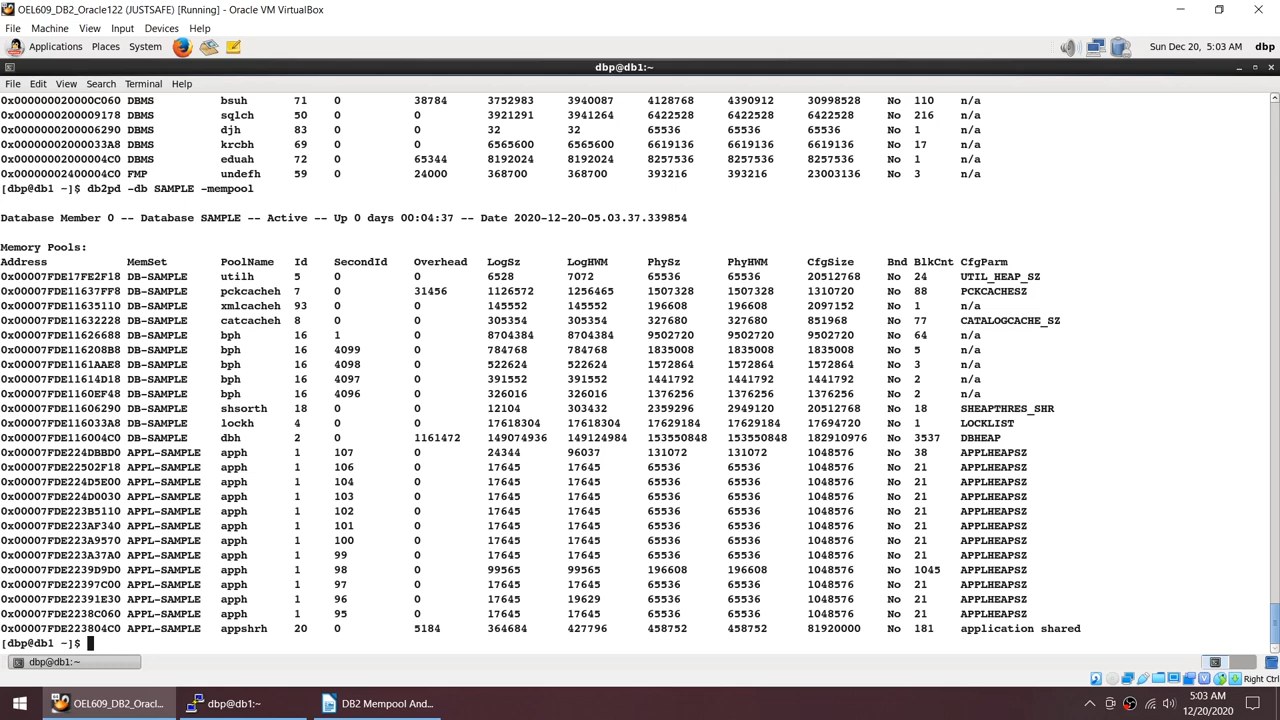 OEL609_DB2_Oracle122 (JUSTSAFE) [Running] - Oracle VM VirtualBox
File Machine View Input Devices Help
Applications Places System Sun Dec 20, 5:03 AM dbp
dbp@db1:~
File Edit View Search Terminal Help
0x000000020000C060 DBMS bsuh 71 0 38784 3752983 3940087 4128768 4390912 30998528 No 110 n/a
0x0000000200009178 DBMS sqlch 50 0 0 3921291 3941264 6422528 6422528 6422528 No 216 n/a
0x0000000200006290 DBMS djh 83 0 0 32 32 65536 65536 65536 No 1 n/a
0x00000002000033A8 DBMS krcbh 69 0 0 6565600 6565600 6619136 6619136 6619136 No 17 n/a
0x00000002000004C0 DBMS eduah 72 0 65344 8192024 8192024 8257536 8257536 8257536 No 1 n/a
0x00000002400004C0 FMP undefh 59 0 24000 368700 368700 393216 393216 23003136 No 3 n/a
[dbp@db1 ~]$ db2pd -db SAMPLE -mempool
Database Member 0 -- Database SAMPLE -- Active -- Up 0 days 00:04:37 -- Date 2020-12-20-05.03.37.339854
Memory Pools:
Address MemSet PoolName Id SecondId Overhead LogSz LogHWM PhySz PhyHWM CfgSize Bnd BlkCnt CfgParm
0x00007FDE17FE2F18 DB-SAMPLE utilh 5 0 0 6528 7072 65536 65536 20512768 No 24 UTIL_HEAP_SZ
0x00007FDE11637FF8 DB-SAMPLE pckcacheh 7 0 31456 1126572 1256465 1507328 1507328 1310720 No 88 PCKCACHESZ
0x00007FDE11635110 DB-SAMPLE xmlcacheh 93 0 0 145552 145552 196608 196608 2097152 No 1 n/a
0x00007FDE11632228 DB-SAMPLE catcacheh 8 0 0 305354 305354 327680 327680 851968 No 77 CATALOGCACHE_SZ
0x00007FDE11626688 DB-SAMPLE bph 16 1 0 8704384 8704384 9502720 9502720 9502720 No 64 n/a
0x00007FDE116208B8 DB-SAMPLE bph 16 4099 0 784768 784768 1835008 1835008 1835008 No 5 n/a
0x00007FDE1161AAE8 DB-SAMPLE bph 16 4098 0 522624 522624 1572864 1572864 1572864 No 3 n/a
0x00007FDE11614D18 DB-SAMPLE bph 16 4097 0 391552 391552 1441792 1441792 1441792 No 2 n/a
0x00007FDE1160EF48 DB-SAMPLE bph 16 4096 0 326016 326016 1376256 1376256 1376256 No 2 n/a
0x00007FDE11606290 DB-SAMPLE shsorth 18 0 0 12104 303432 2359296 2949120 20512768 No 18 SHEAPTHRES_SHR
0x00007FDE116033A8 DB-SAMPLE lockh 4 0 0 17618304 17618304 17629184 17629184 17694720 No 1 LOCKLIST
0x00007FDE116004C0 DB-SAMPLE dbh 2 0 1161472 149074936 149124984 153550848 153550848 182910976 No 3537 DBHEAP
0x00007FDE224DBBD0 APPL-SAMPLE apph 1 107 0 24344 96037 131072 131072 1048576 No 38 APPLHEAPSZ
0x00007FDE22502F18 APPL-SAMPLE apph 1 106 0 17645 17645 65536 65536 1048576 No 21 APPLHEAPSZ
0x00007FDE224D5E00 APPL-SAMPLE apph 1 104 0 17645 17645 65536 65536 1048576 No 21 APPLHEAPSZ
0x00007FDE224D0030 APPL-SAMPLE apph 1 103 0 17645 17645 65536 65536 1048576 No 21 APPLHEAPSZ
0x00007FDE223B5110 APPL-SAMPLE apph 1 102 0 17645 17645 65536 65536 1048576 No 21 APPLHEAPSZ
0x00007FDE223AF340 APPL-SAMPLE apph 1 101 0 17645 17645 65536 65536 1048576 No 21 APPLHEAPSZ
0x00007FDE223A9570 APPL-SAMPLE apph 1 100 0 17645 17645 65536 65536 1048576 No 21 APPLHEAPSZ
0x00007FDE223A37A0 APPL-SAMPLE apph 1 99 0 17645 17645 65536 65536 1048576 No 21 APPLHEAPSZ
0x00007FDE2239D9D0 APPL-SAMPLE apph 1 98 0 99565 99565 196608 196608 1048576 No 1045 APPLHEAPSZ
0x00007FDE22397C00 APPL-SAMPLE apph 1 97 0 17645 17645 65536 65536 1048576 No 21 APPLHEAPSZ
0x00007FDE22391E30 APPL-SAMPLE apph 1 96 0 17645 19629 65536 65536 1048576 No 21 APPLHEAPSZ
0x00007FDE2238C060 APPL-SAMPLE apph 1 95 0 17645 17645 65536 65536 1048576 No 21 APPLHEAPSZ
0x00007FDE223804C0 APPL-SAMPLE appshrh 20 0 5184 364684 427796 458752 458752 81920000 No 181 application shared
[dbp@db1 ~]$
dbp@db1:~
Right Ctrl
OEL609_DB2_Oracl... dbp@db1:~ DB2 Mempool And... 5:03 AM
12/20/2020